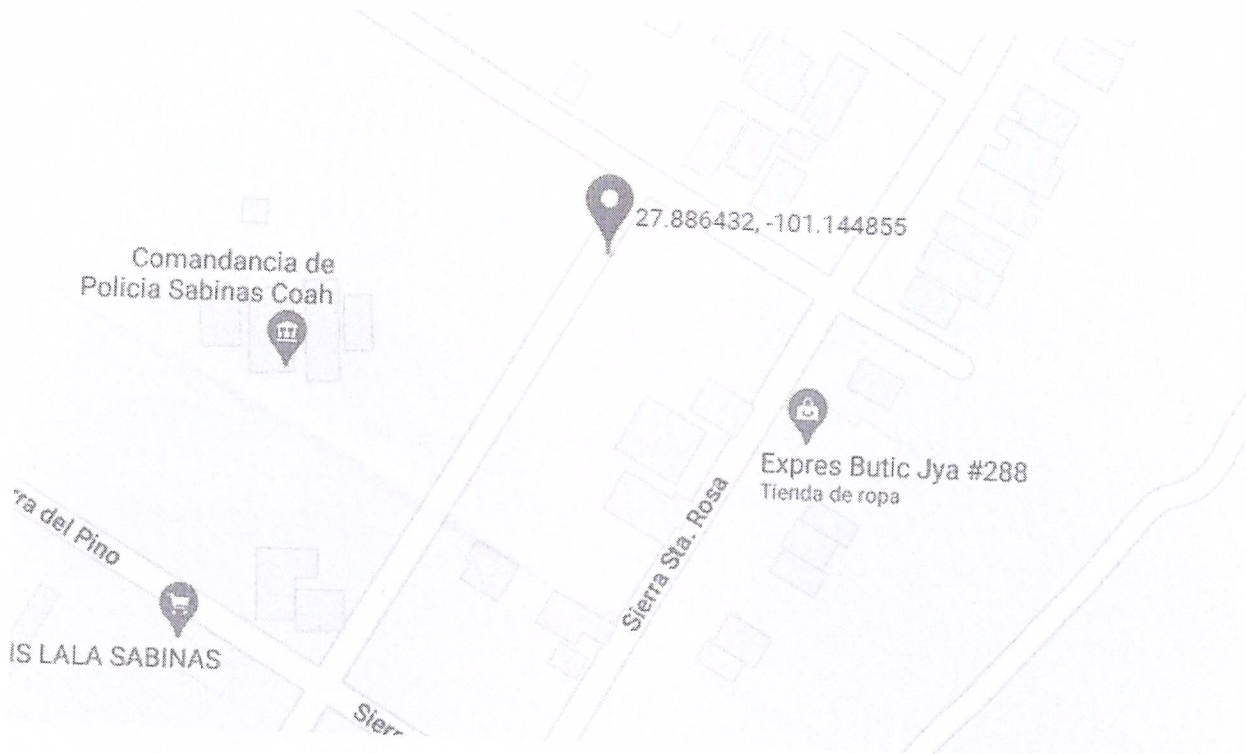 27.886432, -101.144855
Comandancia de
Policia Sabinas Coah
Expres Butic Jya #288
Tienda de ropa
rra del Pino
Sierra Sta. Rosa
IS LALA SABINAS
Sierr